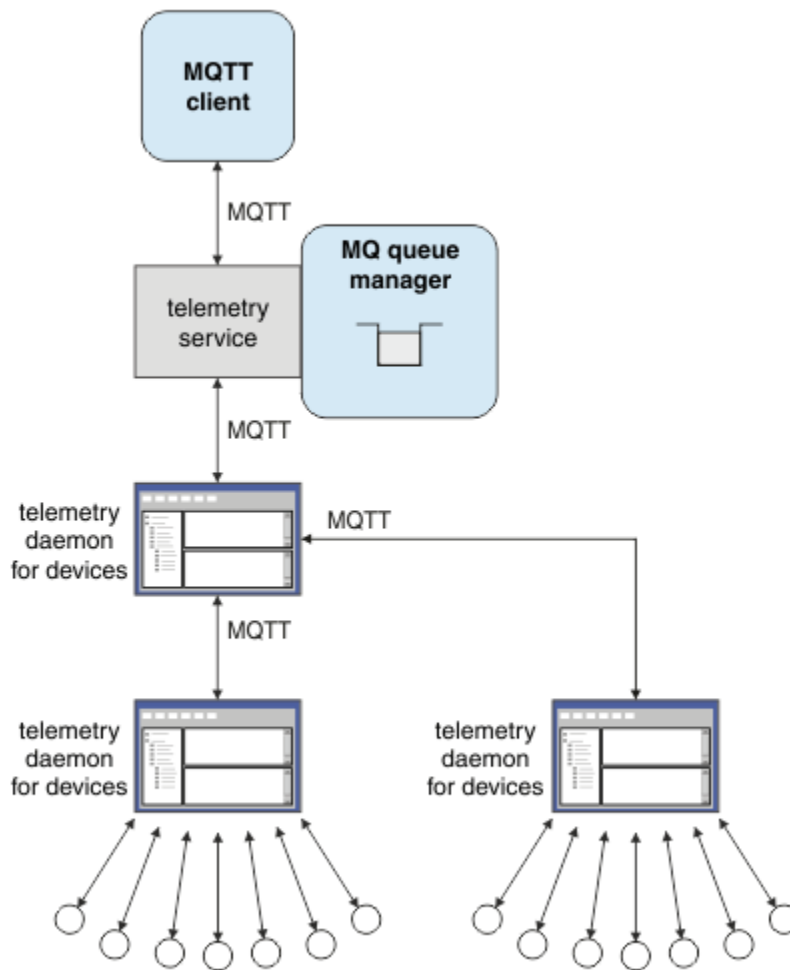 MQTT
client
MQTT
MQ queue
manager
telemetry
service
MQTT
telemetry
daemon
for devices
MQTT
MQTT
telemetry
daemon
for devices
telemetry
daemon
for devices